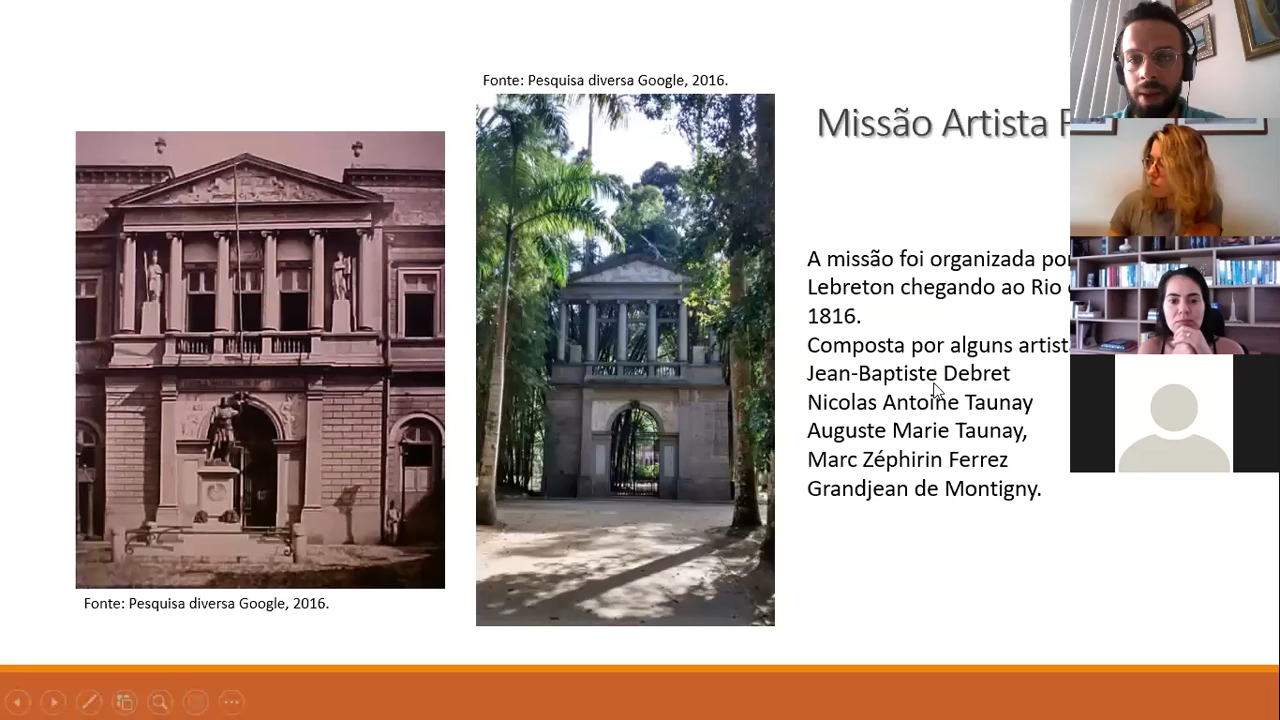 Fonte: Pesquisa diversa Google, 2016.
Missão Artista
A missão foi organizada por
Lebreton chegando ao Rio
1816.
Composta por alguns
Jean-Baptiste Debret
Nicolas Antoine Taunay
Auguste Marie Taunay,
Marc Zéphirin Ferrez
Grandjean de Montigny.
Fonte: Pesquisa diversa Google, 2016.